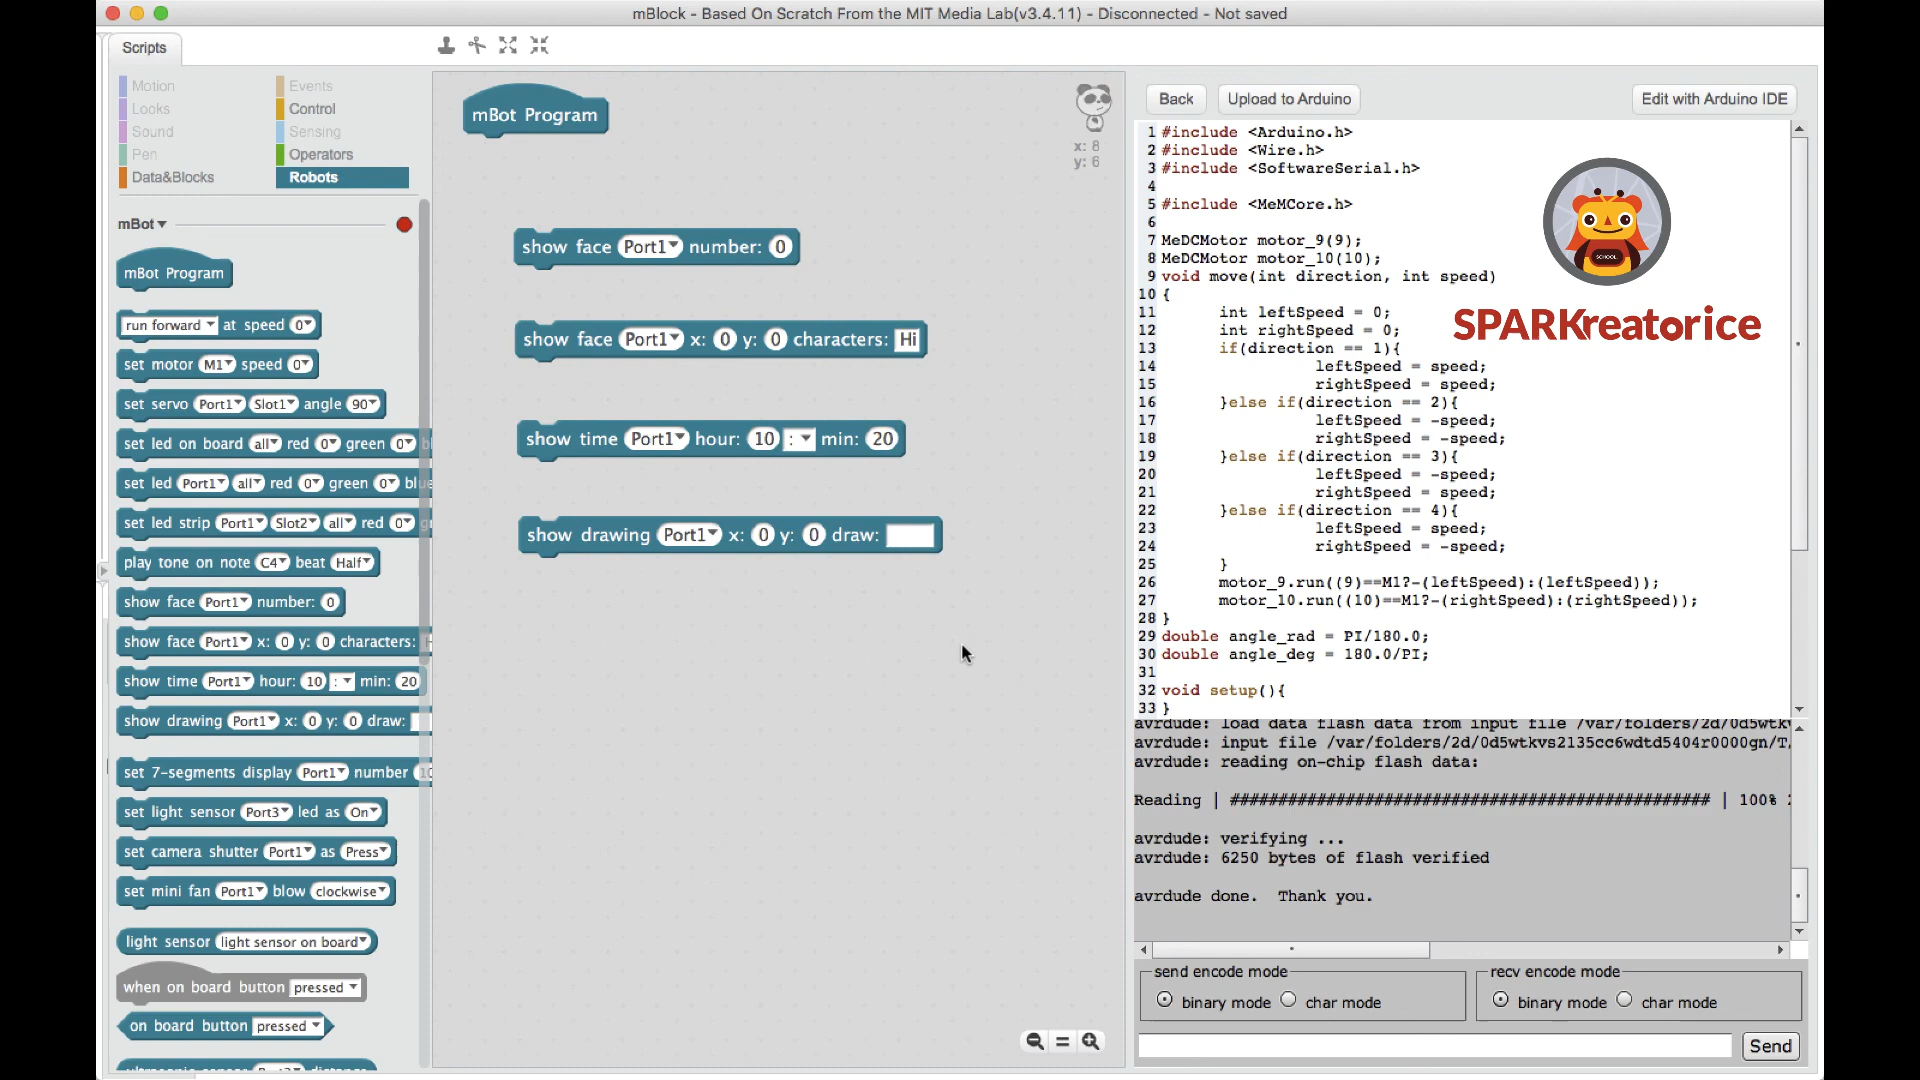 mBlock - Based On Scratch From the MIT Media Lab(v3.4.11) - Disconnected - Not saved
Scripts
Motion
Events
Looks
Control
Sound
Sensing
Pen
Operators
Data&Blocks
Robots
mBot
mBot Program
run forward at speed 0
set motor M1 speed 0
set servo Port1 Slot1 angle 90
set led on board all red 0 green 0
set led Port1 all red 0 green 0
set led strip Port1 Slot2 all red 0
play tone on note C4 beat Half
show face Port1 number: 0
show face Port1 x: 0 y: 0 characters:
show time Port1 hour: 10 : min: 20
show drawing Port1 x: 0 y: 0 draw:
set 7-segments display Port1 number
set light sensor Port3 led as On
set camera shutter Port1 as Press
set mini fan Port1 blow clockwise
light sensor light sensor on board
when on board button pressed
on board button pressed
mBot Program
show face Port1 number: 0
show face Port1 x: 0 y: 0 characters: Hi
show time Port1 hour: 10 : min: 20
show drawing Port1 x: 0 y: 0 draw:
x: 8
y: 6
Back
Upload to Arduino
Edit with Arduino IDE
1 #include <Arduino.h>
2 #include <Wire.h>
3 #include <SoftwareSerial.h>
4
5 #include <MeMCore.h>
6
7 MeDCMotor motor_9(9);
8 MeDCMotor motor_10(10);
9 void move(int direction, int speed)
10 {
11 int leftSpeed = 0;
12 int rightSpeed = 0;
13 if(direction == 1){
14 leftSpeed = speed;
15 rightSpeed = speed;
16 }else if(direction == 2){
17 leftSpeed = -speed;
18 rightSpeed = -speed;
19 }else if(direction == 3){
20 leftSpeed = -speed;
21 rightSpeed = speed;
22 }else if(direction == 4){
23 leftSpeed = speed;
24 rightSpeed = -speed;
25 }
26 motor_9.run((9)==M1?-(leftSpeed):(leftSpeed));
27 motor_10.run((10)==M1?-(rightSpeed):(rightSpeed));
28 }
29 double angle_rad = PI/180.0;
30 double angle_deg = 180.0/PI;
31
32 void setup(){
33 }
SCHOOL
SPARKreatorice
avrdude: load data flash data from input file /var/folders/2d/0d5wtk
avrdude: input file /var/folders/2d/0d5wtkvs2135cc6wdtd5404r0000gn/T
avrdude: reading on-chip flash data:
Reading | ################################################## | 100%
avrdude: verifying ...
avrdude: 6250 bytes of flash verified
avrdude done.  Thank you.
send encode mode
binary mode
char mode
recv encode mode
binary mode
char mode
Send